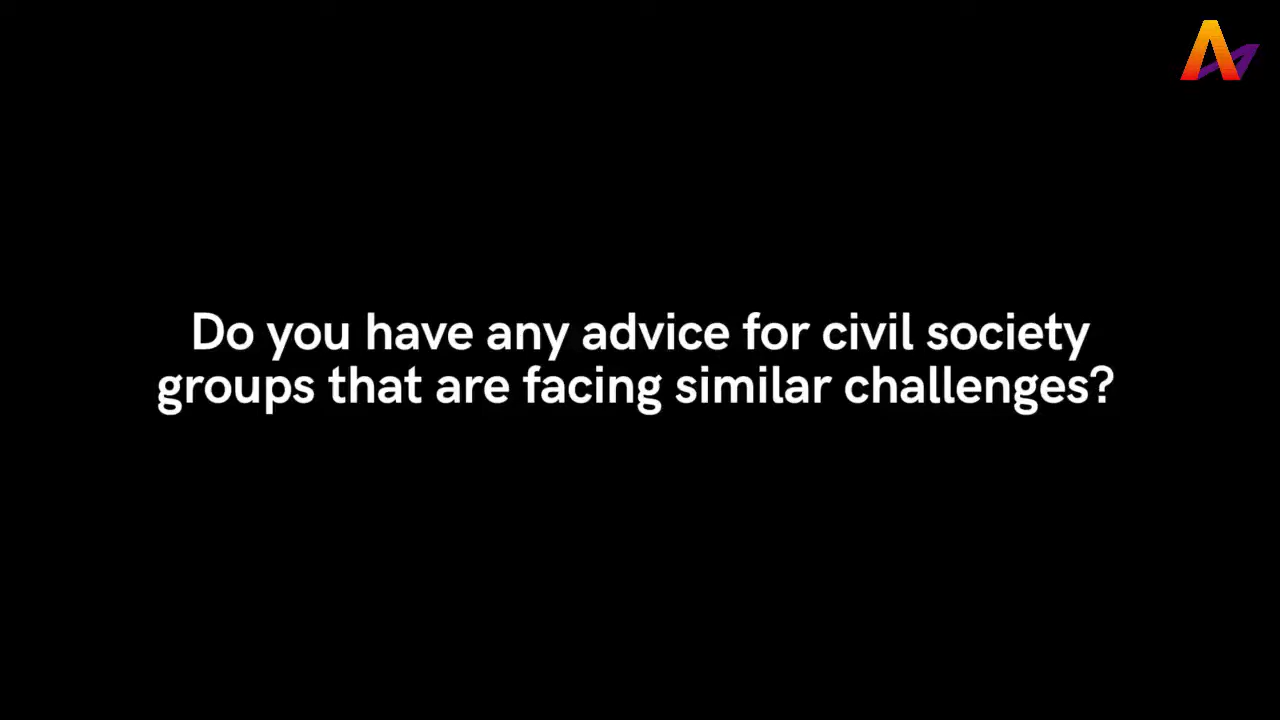 Do you have any advice for civil society
groups that are facing similar challenges?